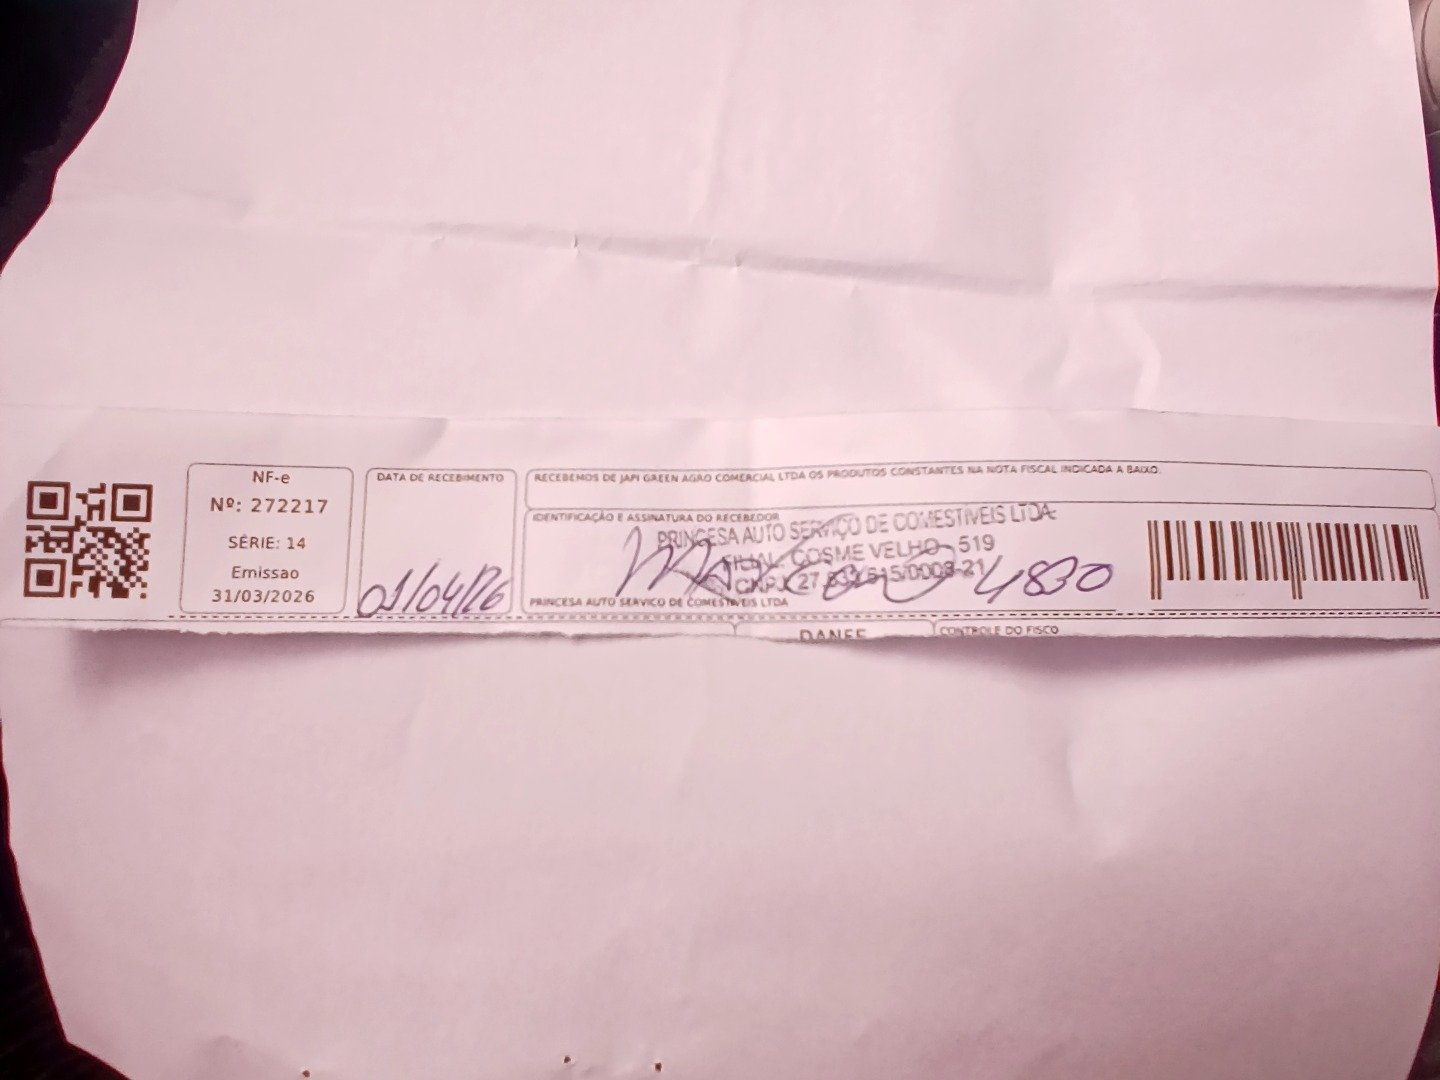 NF-e
Nº: 272217
SÉRIE: 14
Emissao
31/03/2026
DATA DE RECEBIMENTO
01/04/26
RECEBEMOS DE JAPI GREEN AGRO COMERCIAL LTDA OS PRODUTOS CONSTANTES NA NOTA FISCAL INDICADA A BAIXO.
IDENTIFICAÇÃO E ASSINATURA DO RECEBEDOR
PRINCESA AUTO SERVIÇO DE COMESTIVEIS LTDA
FILIAL COSME VELHO 519
CNPJ 27
4830
PRINCESA AUTO SERVICO DE COMESTIVEIS LTDA
DANFE
CONTROLE DO FISCO